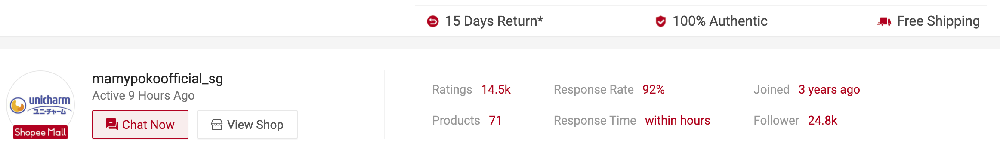 15 Days Return*
100% Authentic
Free Shipping
unicharm
ユニ・チャーム
Shopee Mall
mamypokoofficial_sg
Active 9 Hours Ago
Chat Now
View Shop
Ratings 14.5k
Response Rate 92%
Joined 3 years ago
Products 71
Response Time within hours
Follower 24.8k